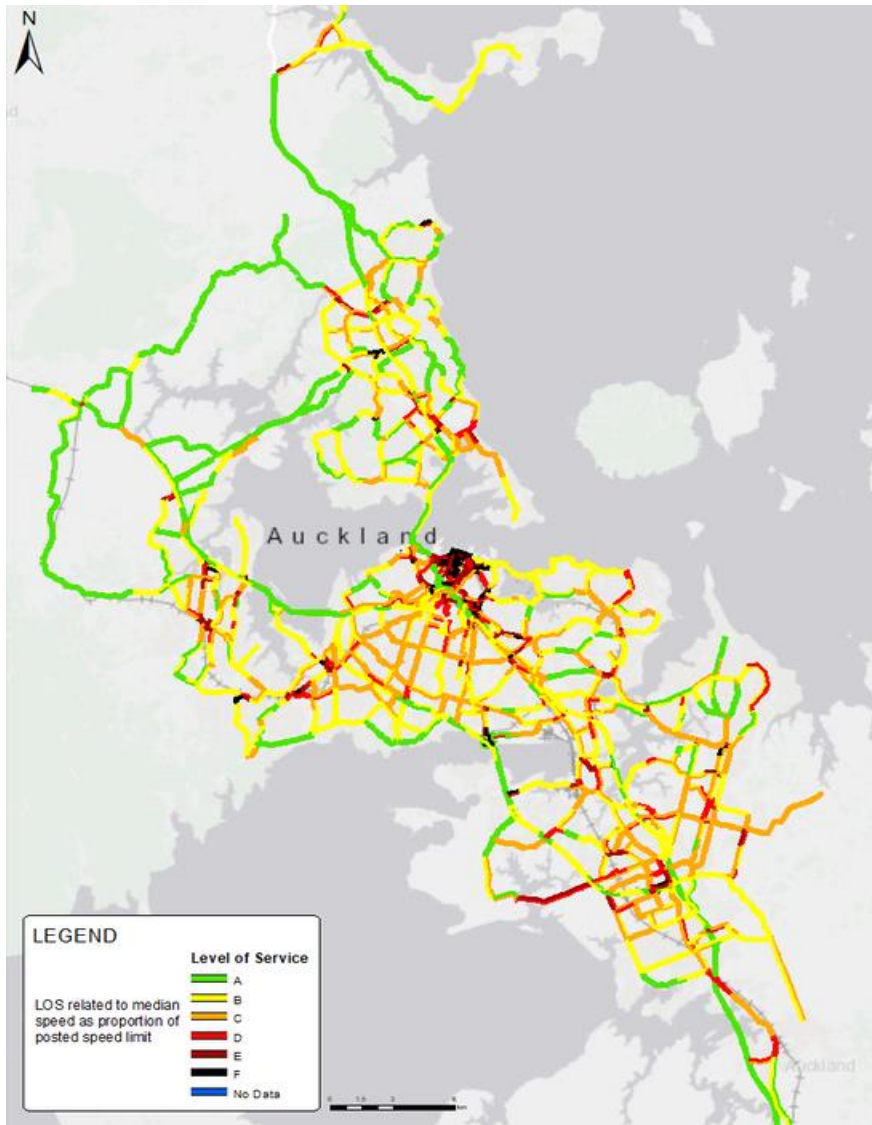 N
Auckland
LEGEND
Level of Service
LOS related to median
speed as proportion of
posted speed limit
A
B
C
D
E
F
No Data
Auckland